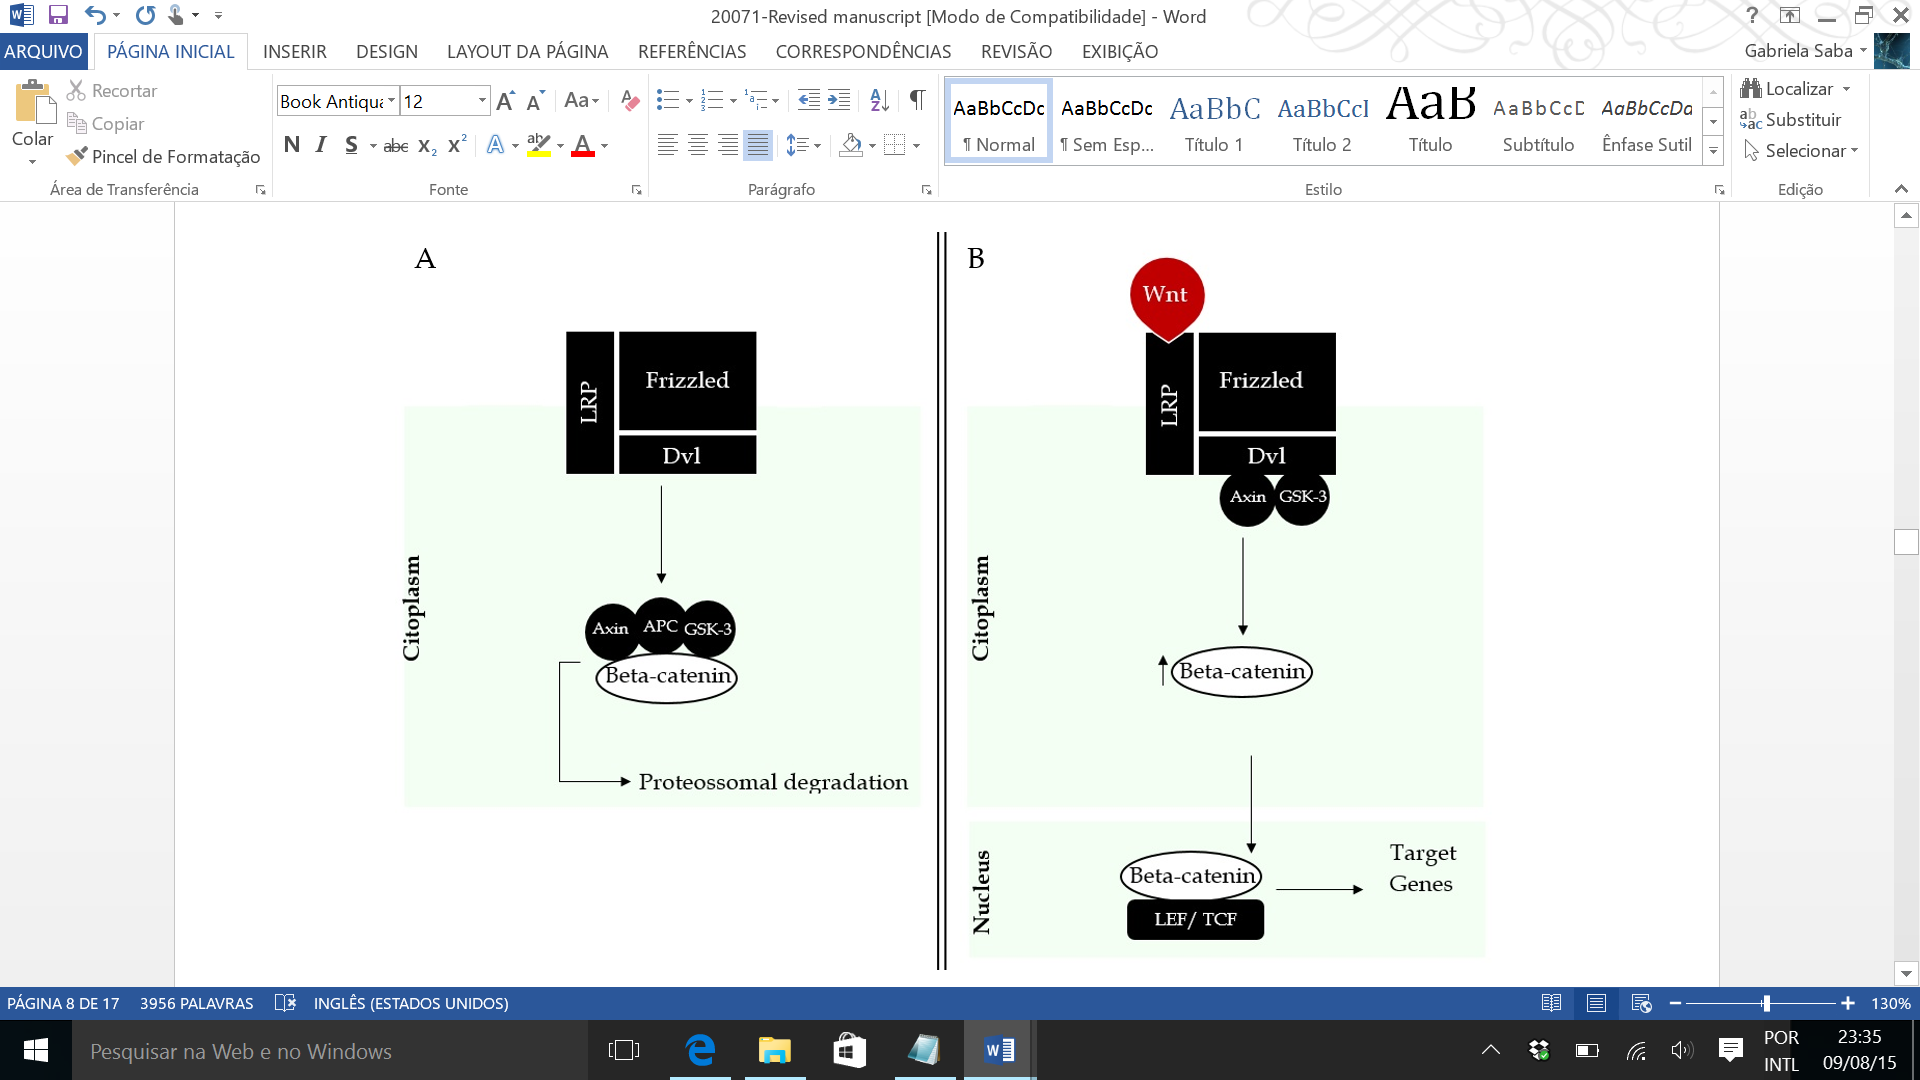 20071-Revised manuscript [Modo de Compatibilidade] - Word
ARQUIVO PÁGINA INICIAL INSERIR DESIGN LAYOUT DA PÁGINA REFERÊNCIAS CORRESPONDÊNCIAS REVISÃO EXIBIÇÃO Gabriela Saba
Colar
Recortar
Copiar
Pincel de Formatação
Área de Transferência
Book Antiqua 12
Aa
N I S abc X₂ X² A ab A
Fonte
Parágrafo
AaBbCcDc AaBbCcDc AaBbC AaBbCcI AaB AaBbCcD AaBbCcDa
¶ Normal ¶ Sem Esp... Título 1 Título 2 Título Subtítulo Ênfase Sutil
Estilo
Localizar
Substituir
Selecionar
Edição
A
LRP
Frizzled
Dvl
Citoplasm
Axin APC GSK-3
Beta-catenin
Proteossomal degradation
B
Wnt
LRP
Frizzled
Dvl
Axin GSK-3
Citoplasm
Beta-catenin
Nucleus
Beta-catenin
LEF/ TCF
Target
Genes
PÁGINA 8 DE 17 3956 PALAVRAS INGLÊS (ESTADOS UNIDOS) 130%
Pesquisar na Web e no Windows
POR
INTL
23:35
09/08/15